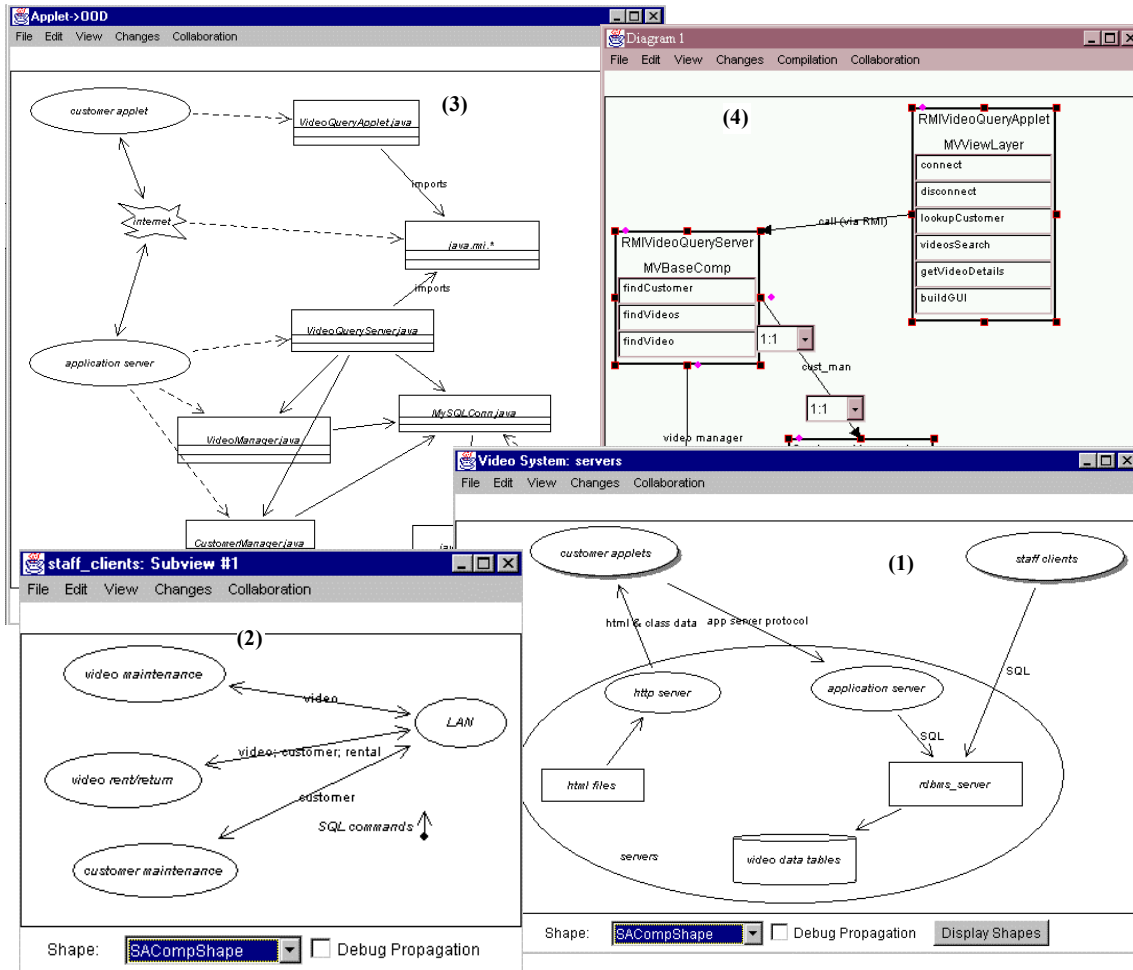 Applet->OOD
File Edit View Changes Collaboration
(3)
customer applet
VideoQueryApplet.java
imports
internet
java.rmi.*
imports
VideoQueryServer.java
application server
MySQLConn.java
VideoManager.java
CustomerManager.java
Diagram 1
File Edit View Changes Compilation Collaboration
(4)
RMIVideoQueryApplet
MVViewLayer
connect
disconnect
lookupCustomer
videosSearch
getVideoDetails
buildGUI
call (via RMI)
RMIVideoQueryServer
MVBaseComp
findCustomer
findVideos
findVideo
1:1
cust_man
1:1
video manager
Video System: servers
File Edit View Changes Collaboration
(1)
customer applets
staff clients
html & class data
app server protocol
http server
application server
SQL
SQL
html files
rdbms_server
servers
video data tables
Shape: SACompShape Debug Propagation Display Shapes
staff_clients: Subview #1
File Edit View Changes Collaboration
(2)
video maintenance
video
LAN
video; customer; rental
video rent/return
customer
SQL commands
customer maintenance
Shape: SACompShape Debug Propagation